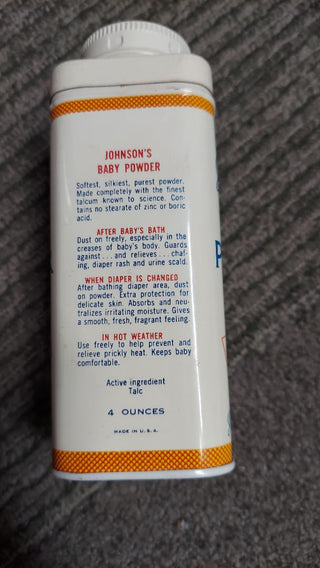 JOHNSON'S
BABY POWDER
Softest, silkiest, purest powder.
Made completely with the finest
talcum known to science. Con-
tains no stearate of zinc or boric
acid.
AFTER BABY'S BATH
Dust on freely, especially in the
creases of baby's body. Guards
against...and relieves...chaf-
ing, diaper rash and urine scald.
WHEN DIAPER IS CHANGED
After bathing diaper area, dust
on powder. Extra protection for
delicate skin. Absorbs and neu-
tralizes irritating moisture. Gives
a smooth, fresh, fragrant feeling.
IN HOT WEATHER
Use freely to help prevent and
relieve prickly heat. Keeps baby
comfortable.
Active ingredient
Talc
4 OUNCES
MADE IN U.S.A.
P